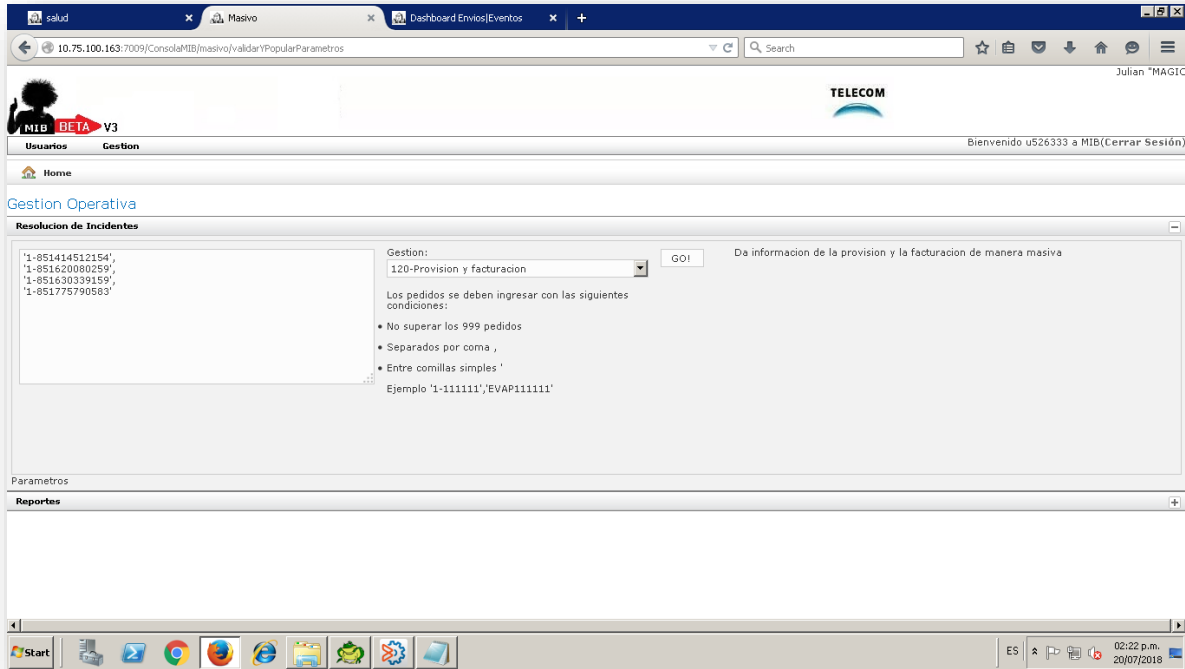 salud
Masivo
Dashboard Envios|Eventos
10.75.100.163:7009/ConsolaMIB/masivo/validarYPopularParametros
Search
Julian "MAGIC
TELECOM
MIB BETA V3
Usuarios Gestion
Bienvenido u526333 a MIB(Cerrar Sesión)
Home
Gestion Operativa
Resolucion de Incidentes
'1-851414512154',
'1-851620080259',
'1-851630339159',
'1-851775790583'
Gestion:
120-Provision y facturacion
GO!
Da informacion de la provision y la facturacion de manera masiva
Los pedidos se deben ingresar con las siguientes
condiciones:
• No superar los 999 pedidos
• Separados por coma ,
• Entre comillas simples '
Ejemplo '1-111111','EVAP111111'
Parametros
Reportes
Start
ES
02:22 p.m.
20/07/2018